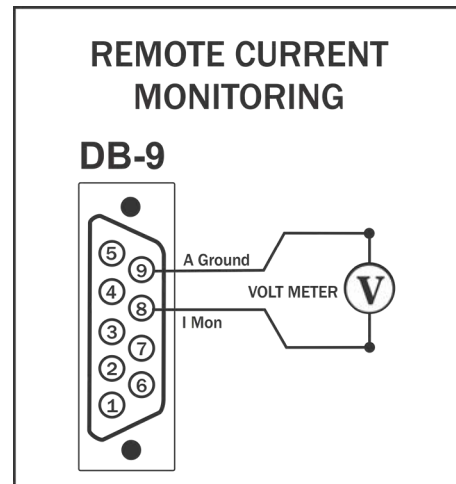 REMOTE CURRENT
MONITORING
DB-9
5
9
A Ground
4
8
VOLT METER
V
I Mon
3
7
2
6
1